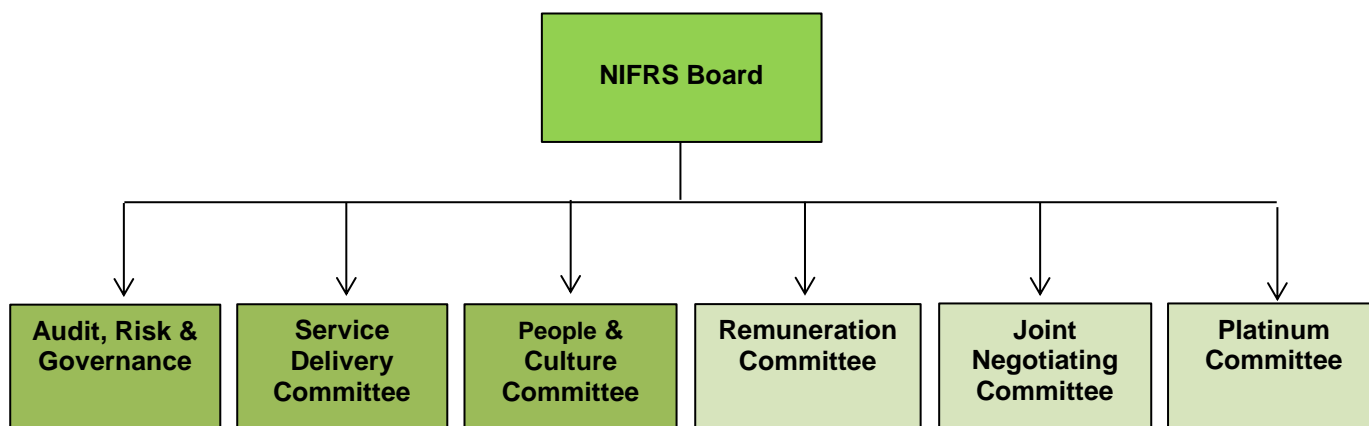 NIFRS Board
Audit, Risk &
Governance
Service
Delivery
Committee
People &
Culture
Committee
Remuneration
Committee
Joint
Negotiating
Committee
Platinum
Committee